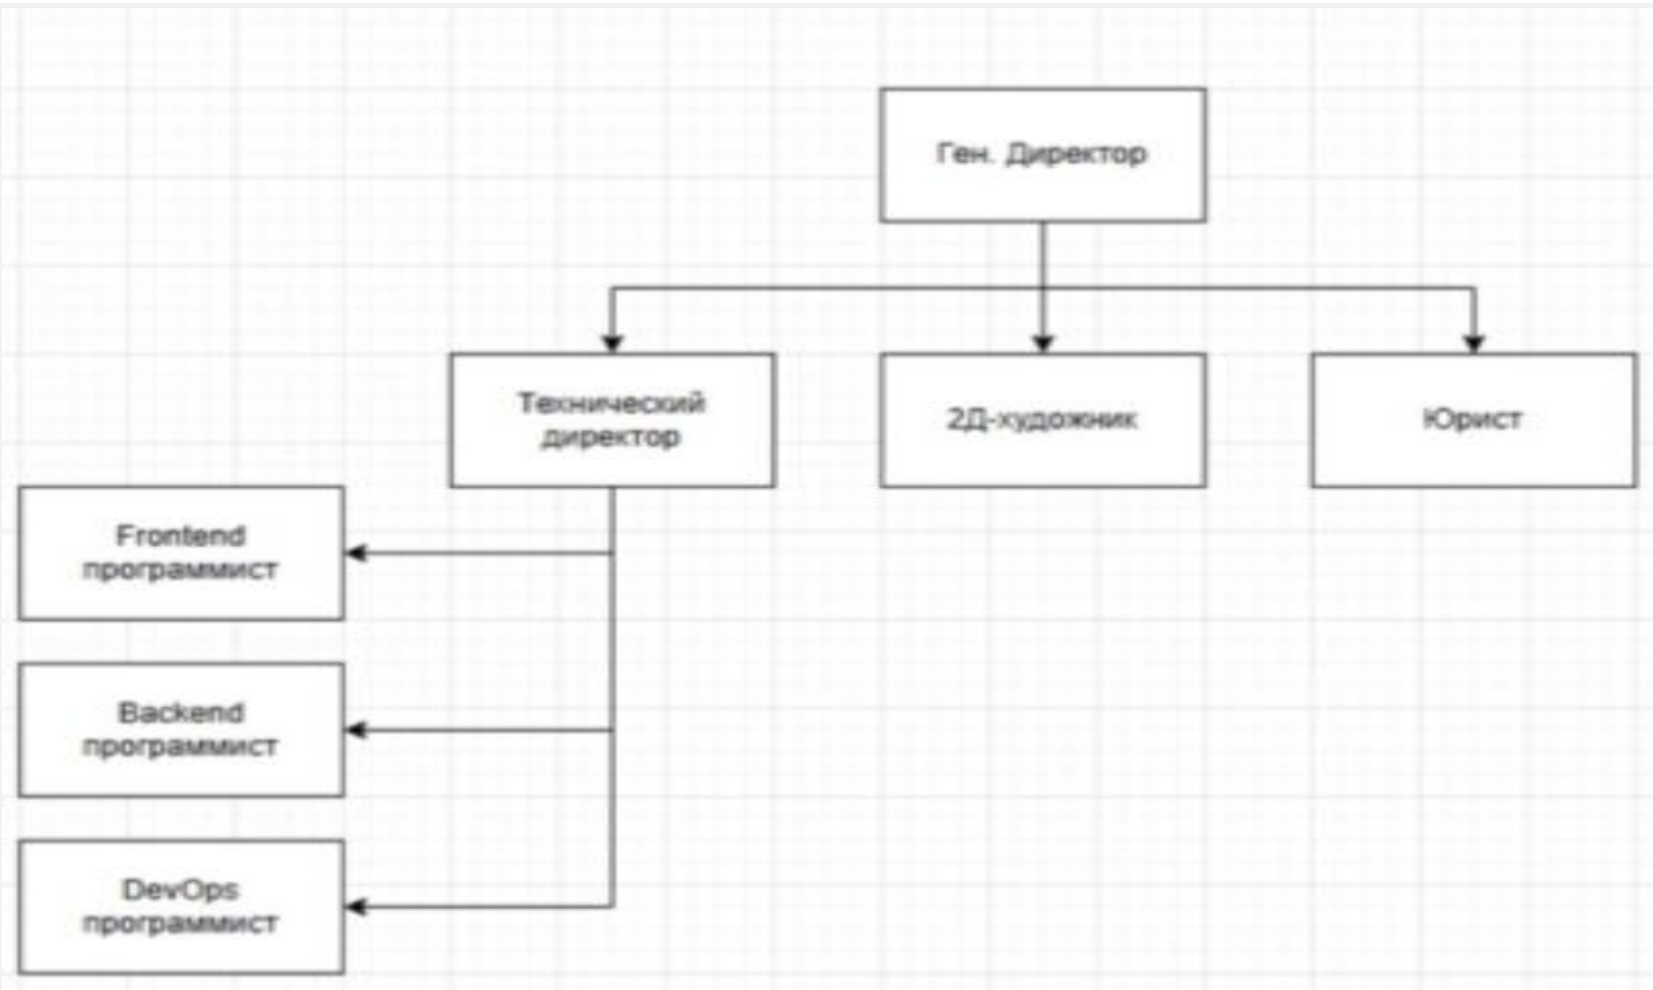 Ген. Директор
Технический
директор
2Д-художник
Юрист
Frontend
программист
Backend
программист
DevOps
программист